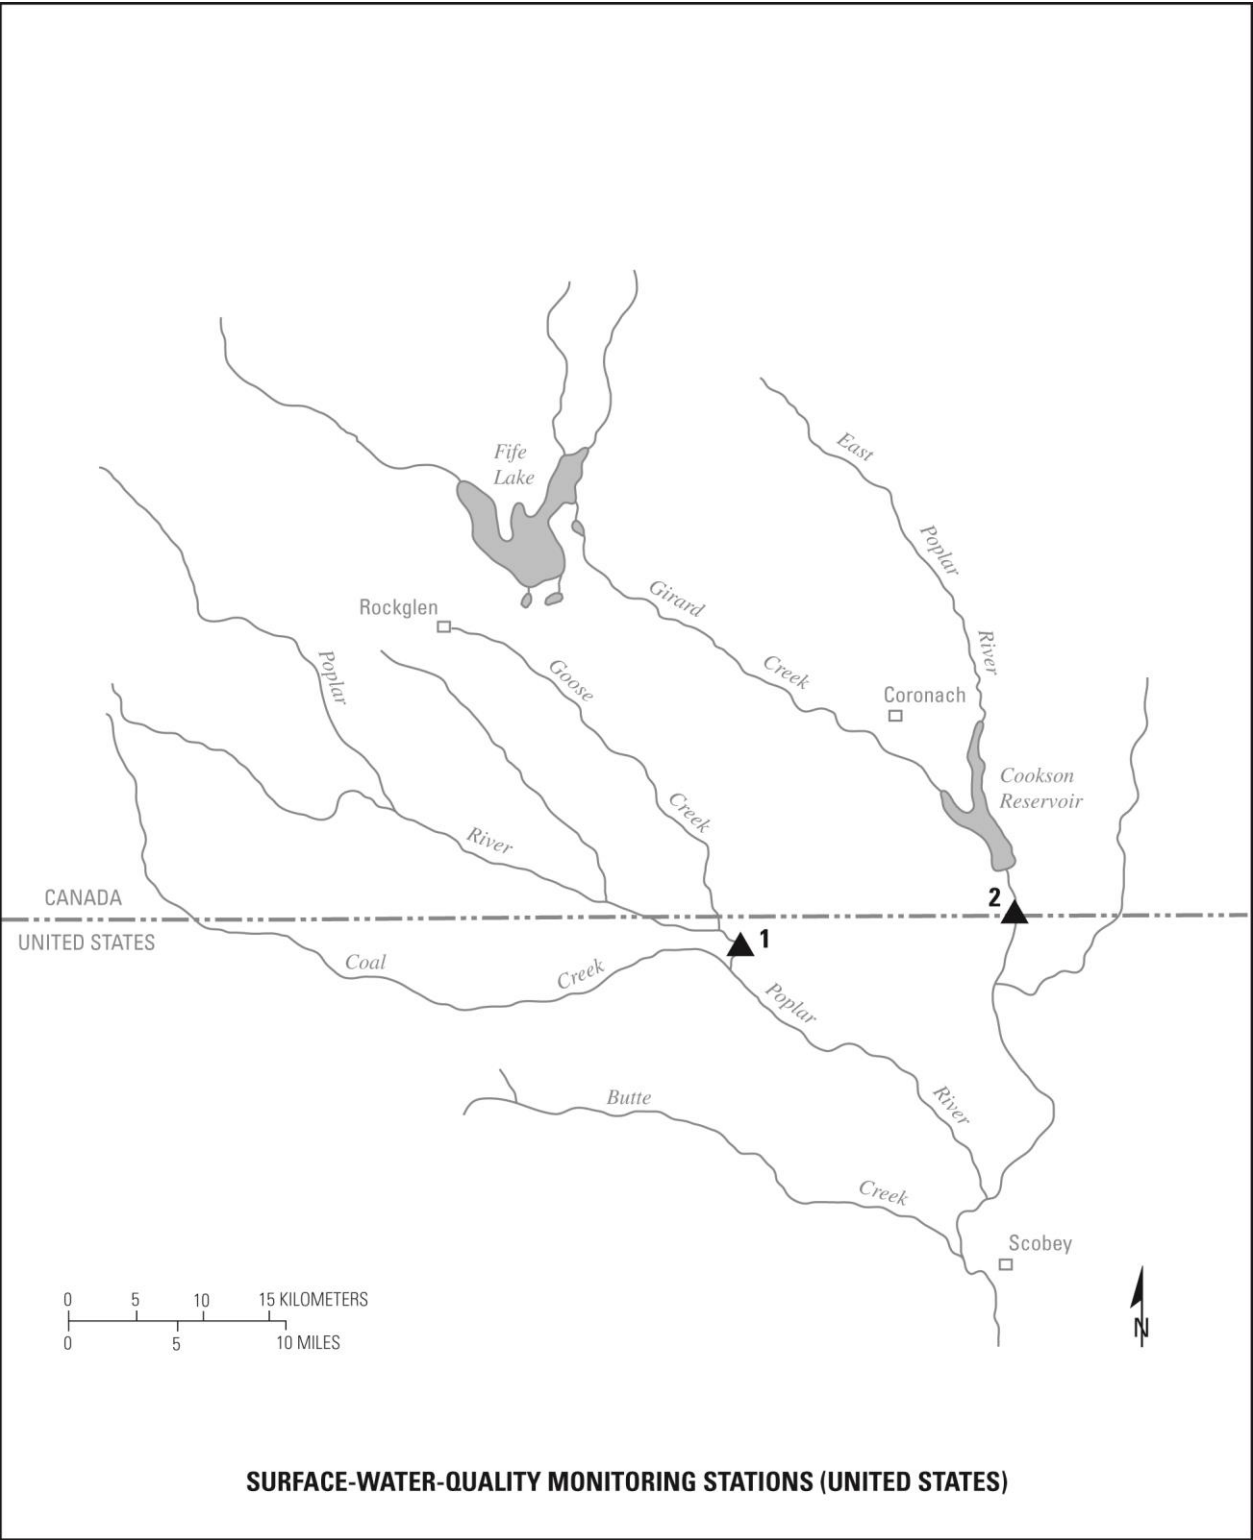 Fife
Lake
East
Poplar
River
Rockglen
Girard
Creek
Poplar
River
Goose
Creek
Coronach
Cookson
Reservoir
CANADA
UNITED STATES
2
1
Coal
Creek
Poplar
River
Butte
Creek
Scobey
0 5 10 15 KILOMETERS
0 5 10 MILES
N
SURFACE-WATER-QUALITY MONITORING STATIONS (UNITED STATES)